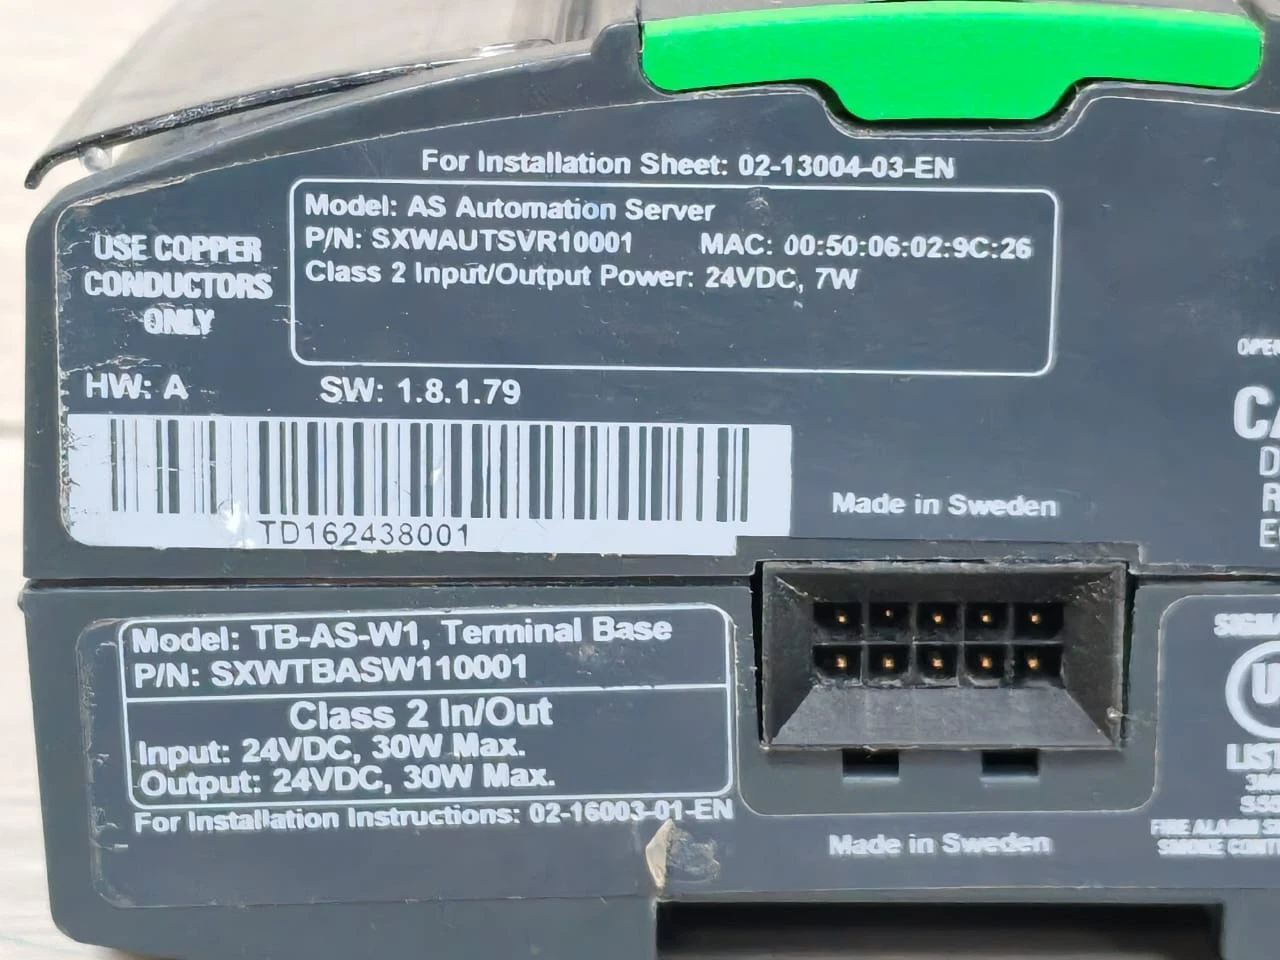 For Installation Sheet: 02-13004-03-EN
Model: AS Automation Server
P/N: SXWAUTSVR10001 MAC: 00:50:06:02:9C:26
Class 2 Input/Output Power: 24VDC, 7W
USE COPPER
CONDUCTORS
ONLY
HW: A SW: 1.8.1.79
TD162438001
Made in Sweden
Model: TB-AS-W1, Terminal Base
P/N: SXWTBASW110001
Class 2 In/Out
Input: 24VDC, 30W Max.
Output: 24VDC, 30W Max.
For Installation Instructions: 02-16003-01-EN
Made in Sweden
FIRE ALARM